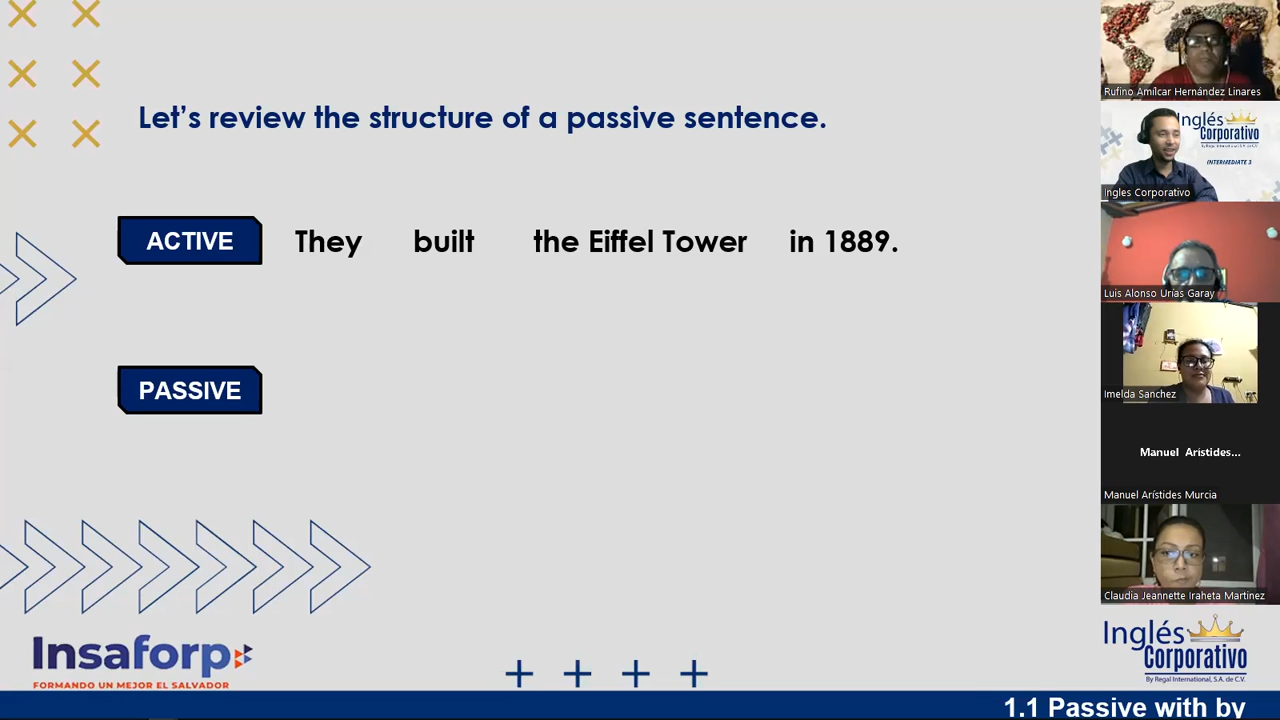 Let's review the structure of a passive sentence.
ACTIVE
They built the Eiffel Tower in 1889.
PASSIVE
Insaforp
FORMANDO UN MEJOR EL SALVADOR
Rufino Amílcar Hernández Linares
Inglés
Corporativo
INTERMEDIATE 3
Ingles Corporativo
Luis Alonso Urías Garay
Imelda Sanchez
Manuel Aristides...
Manuel Arístides Murcia
Claudia Jeannette Iraheta Martinez
Inglés
Corporativo
By Regal International, S.A. de C.V.
1.1 Passive with by